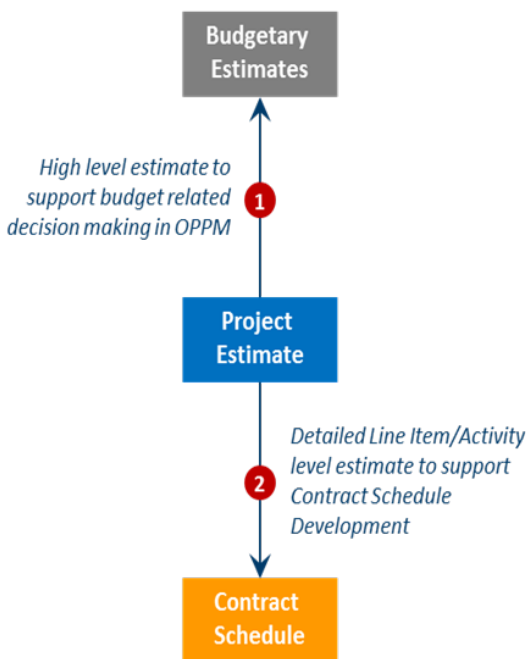 Budgetary
Estimates
High level estimate to
support budget related
decision making in OPPM
1
Project
Estimate
Detailed Line Item/Activity
level estimate to support
Contract Schedule
Development
2
Contract
Schedule